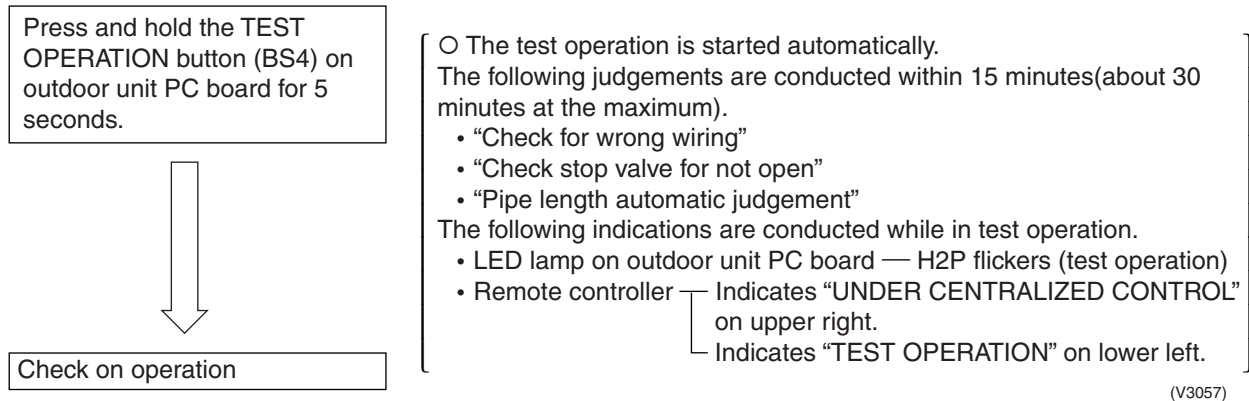 Press and hold the TEST
OPERATION button (BS4) on
outdoor unit PC board for 5
seconds.
Check on operation
○ The test operation is started automatically.
The following judgements are conducted within 15 minutes(about 30
minutes at the maximum).
• “Check for wrong wiring”
• “Check stop valve for not open”
• “Pipe length automatic judgement”
The following indications are conducted while in test operation.
• LED lamp on outdoor unit PC board — H2P flickers (test operation)
• Remote controller — Indicates “UNDER CENTRALIZED CONTROL”
on upper right.
Indicates “TEST OPERATION” on lower left.
(V3057)